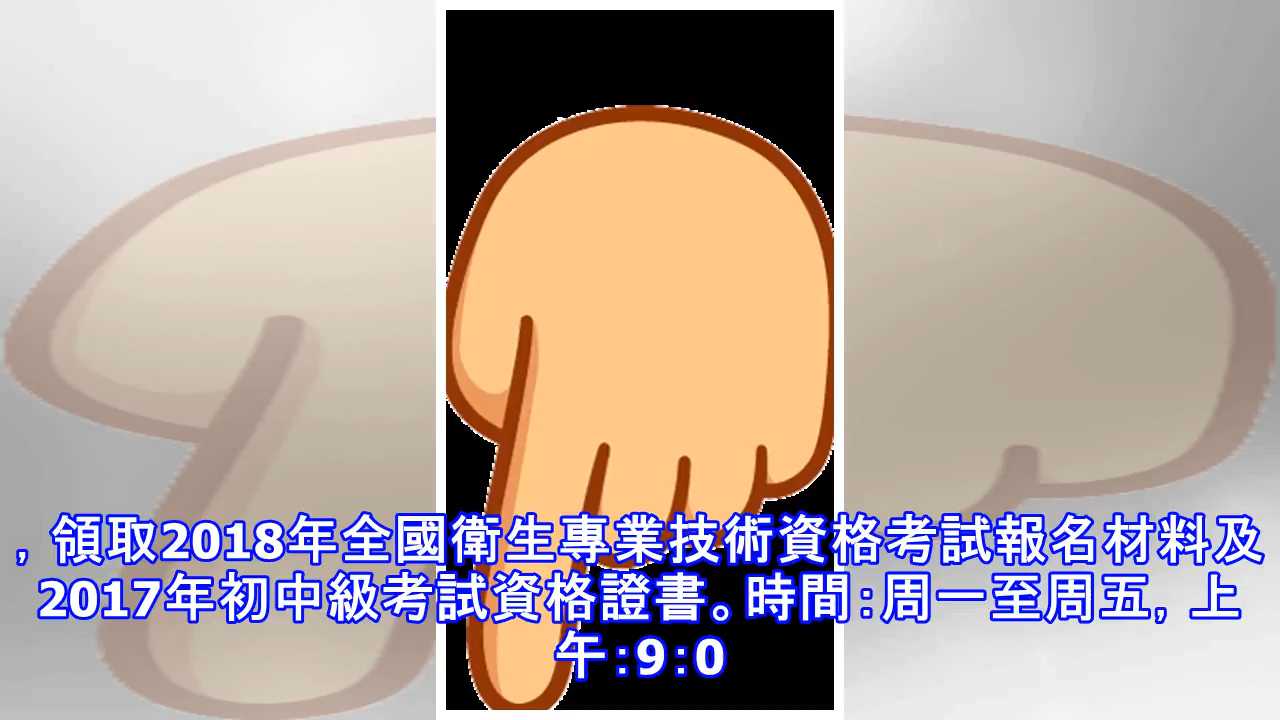 ，領取2018年全國衛生專業技術資格考試報名材料及
2017年初中級考試資格證書。時間：周一至周五，上
午：9：0